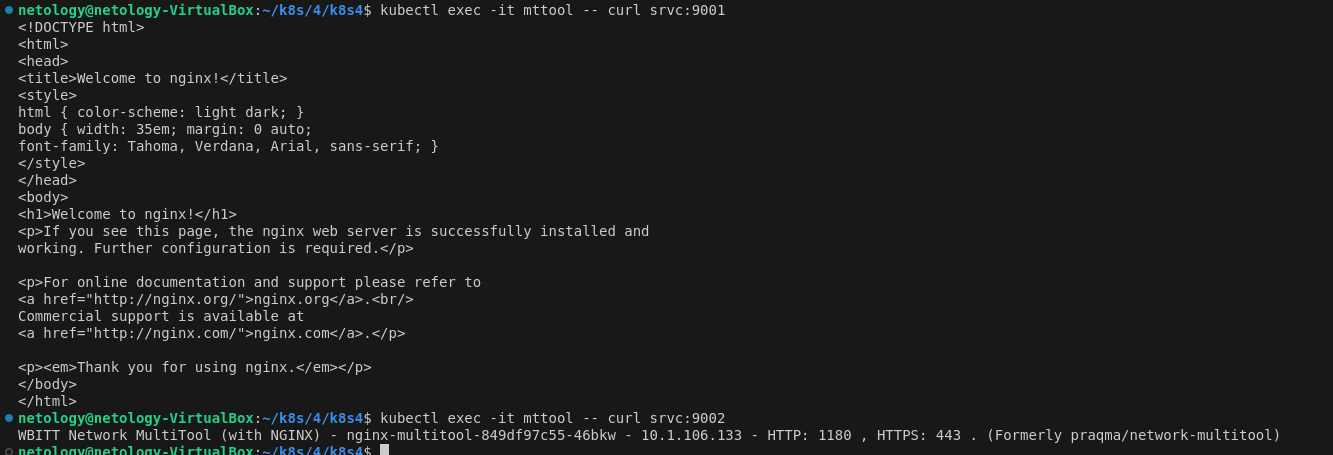 netology@netology-VirtualBox:~/k8s/4/k8s4$ kubectl exec -it mttool -- curl srvc:9001
<!DOCTYPE html>
<html>
<head>
<title>Welcome to nginx!</title>
<style>
html { color-scheme: light dark; }
body { width: 35em; margin: 0 auto;
font-family: Tahoma, Verdana, Arial, sans-serif; }
</style>
</head>
<body>
<h1>Welcome to nginx!</h1>
<p>If you see this page, the nginx web server is successfully installed and
working. Further configuration is required.</p>

<p>For online documentation and support please refer to
<a href="http://nginx.org/">nginx.org</a>.<br/>
Commercial support is available at
<a href="http://nginx.com/">nginx.com</a>.</p>

<p><em>Thank you for using nginx.</em></p>
</body>
</html>
netology@netology-VirtualBox:~/k8s/4/k8s4$ kubectl exec -it mttool -- curl srvc:9002
WBITT Network MultiTool (with NGINX) - nginx-multitool-849df97c55-46bkw - 10.1.106.133 - HTTP: 1180 , HTTPS: 443 . (Formerly praqma/network-multitool)
netology@netology-VirtualBox:~/k8s/4/k8s4$